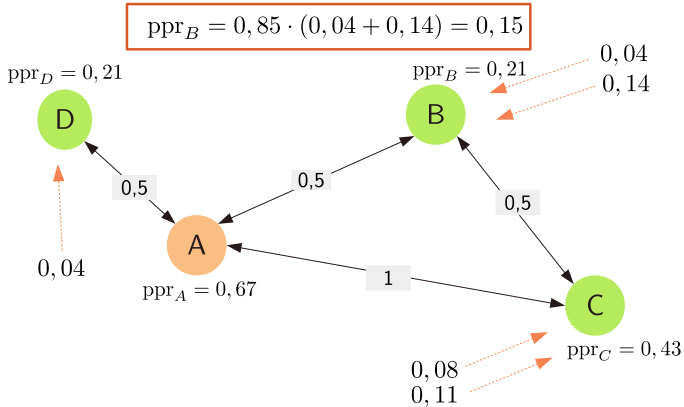 ppr_B = 0, 85 · (0, 04 + 0, 14) = 0, 15
0, 04
ppr_D = 0, 21
ppr_B = 0, 21
0, 14
D
B
0,5
0,5
0,5
A
0, 04
1
ppr_A = 0, 67
C
ppr_C = 0, 43
0, 08
0, 11